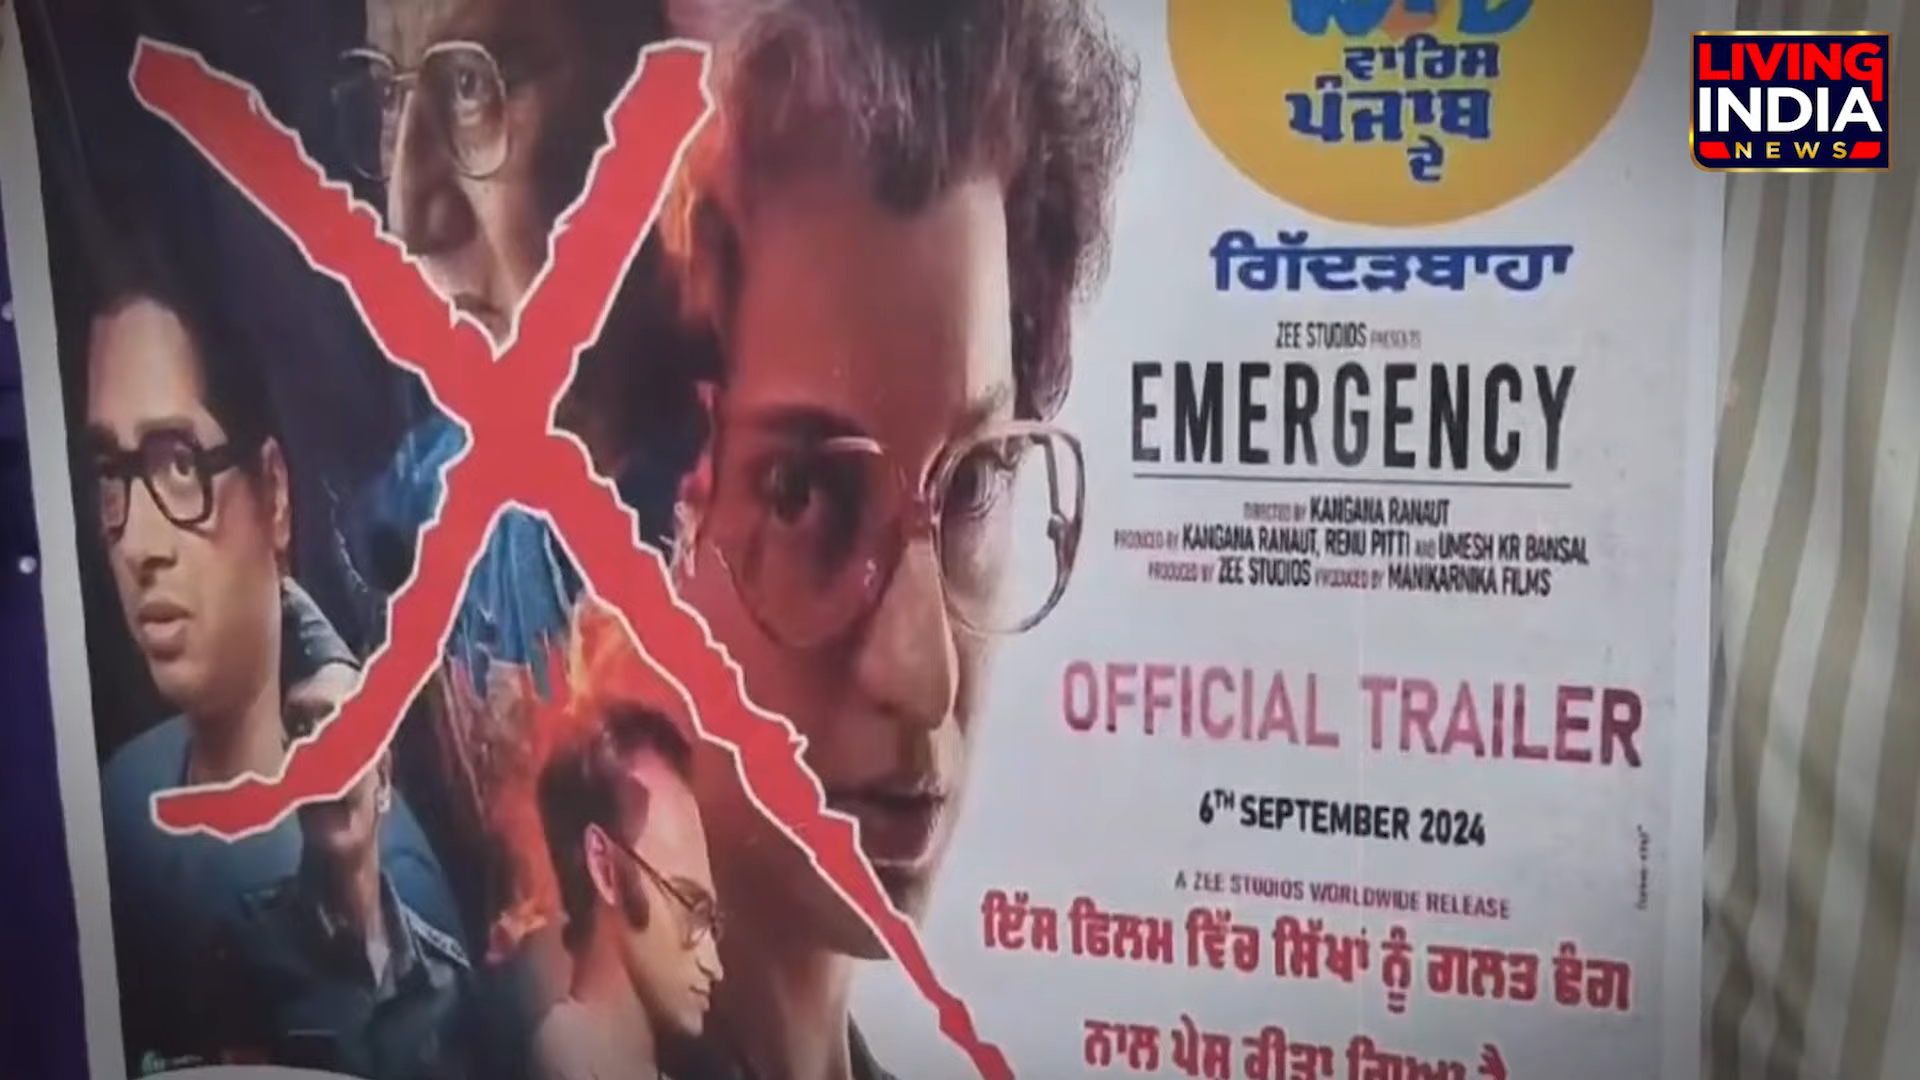 LIVING
INDIA
NEWS
ਵਾਰਿਸ
ਪੰਜਾਬ
ਦੇ
ਗਿੱਦੜਬਾਹਾ
ZEE STUDIOS PRESENTS
EMERGENCY
DIRECTED BY KANGANA RANAUT
PRODUCED BY KANGANA RANAUT, RENU PITTI AND UMESH KR BANSAL
PRODUCED BY ZEE STUDIOS PRODUCED BY MANIKARNIKA FILMS
OFFICIAL TRAILER
6TH SEPTEMBER 2024
A ZEE STUDIOS WORLDWIDE RELEASE
ਇੱਸ ਫਿਲਮ ਵਿੱਚ ਸਿੱਖਾਂ ਨੂੰ ਗਲਤ ਢੰਗ
ਨਾਲ ਪੇਸ਼ ਕੀਤਾ ਗਿਆ ਹੈ